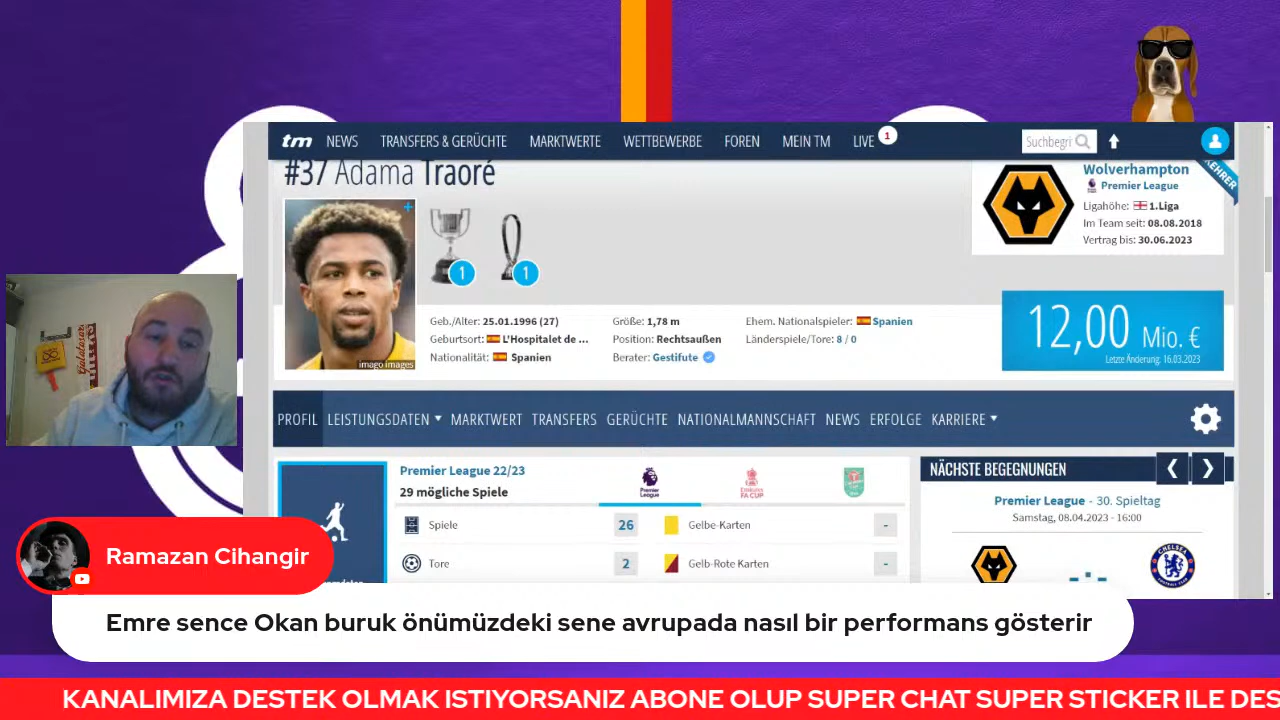 tm NEWS TRANSFERS & GERÜCHTE MARKTWERTE WETTBEWERBE FOREN MEIN TM LIVE 1 Suchbegri
#37 Adama Traoré
KEHRER
Wolverhampton
Premier League
Ligahöhe: 1.Liga
Im Team seit: 08.08.2018
Vertrag bis: 30.06.2023
1 1
imago images
Geb./Alter: 25.01.1996 (27)
Geburtsort: L'Hospitalet de ...
Nationalität: Spanien
Größe: 1,78 m
Position: Rechtsaußen
Berater: Gestifute
Ehem. Nationalspieler: Spanien
Länderspiele/Tore: 8 / 0
12,00 Mio. €
Letzte Änderung: 16.03.2023
PROFIL LEISTUNGSDATEN MARKTWERT TRANSFERS GERÜCHTE NATIONALMANNSCHAFT NEWS ERFOLGE KARRIERE
Premier League 22/23
29 mögliche Spiele
Premier League
Emirates FA CUP
Spiele 26 Gelbe-Karten -
Tore 2 Gelb-Rote Karten -
NÄCHSTE BEGEGNUNGEN
Premier League - 30. Spieltag
Samstag, 08.04.2023 - 16:00
Ramazan Cihangir
Emre sence Okan buruk önümüzdeki sene avrupada nasıl bir performans gösterir
KANALIMIZA DESTEK OLMAK ISTIYORSANIZ ABONE OLUP SUPER CHAT SUPER STICKER ILE DES